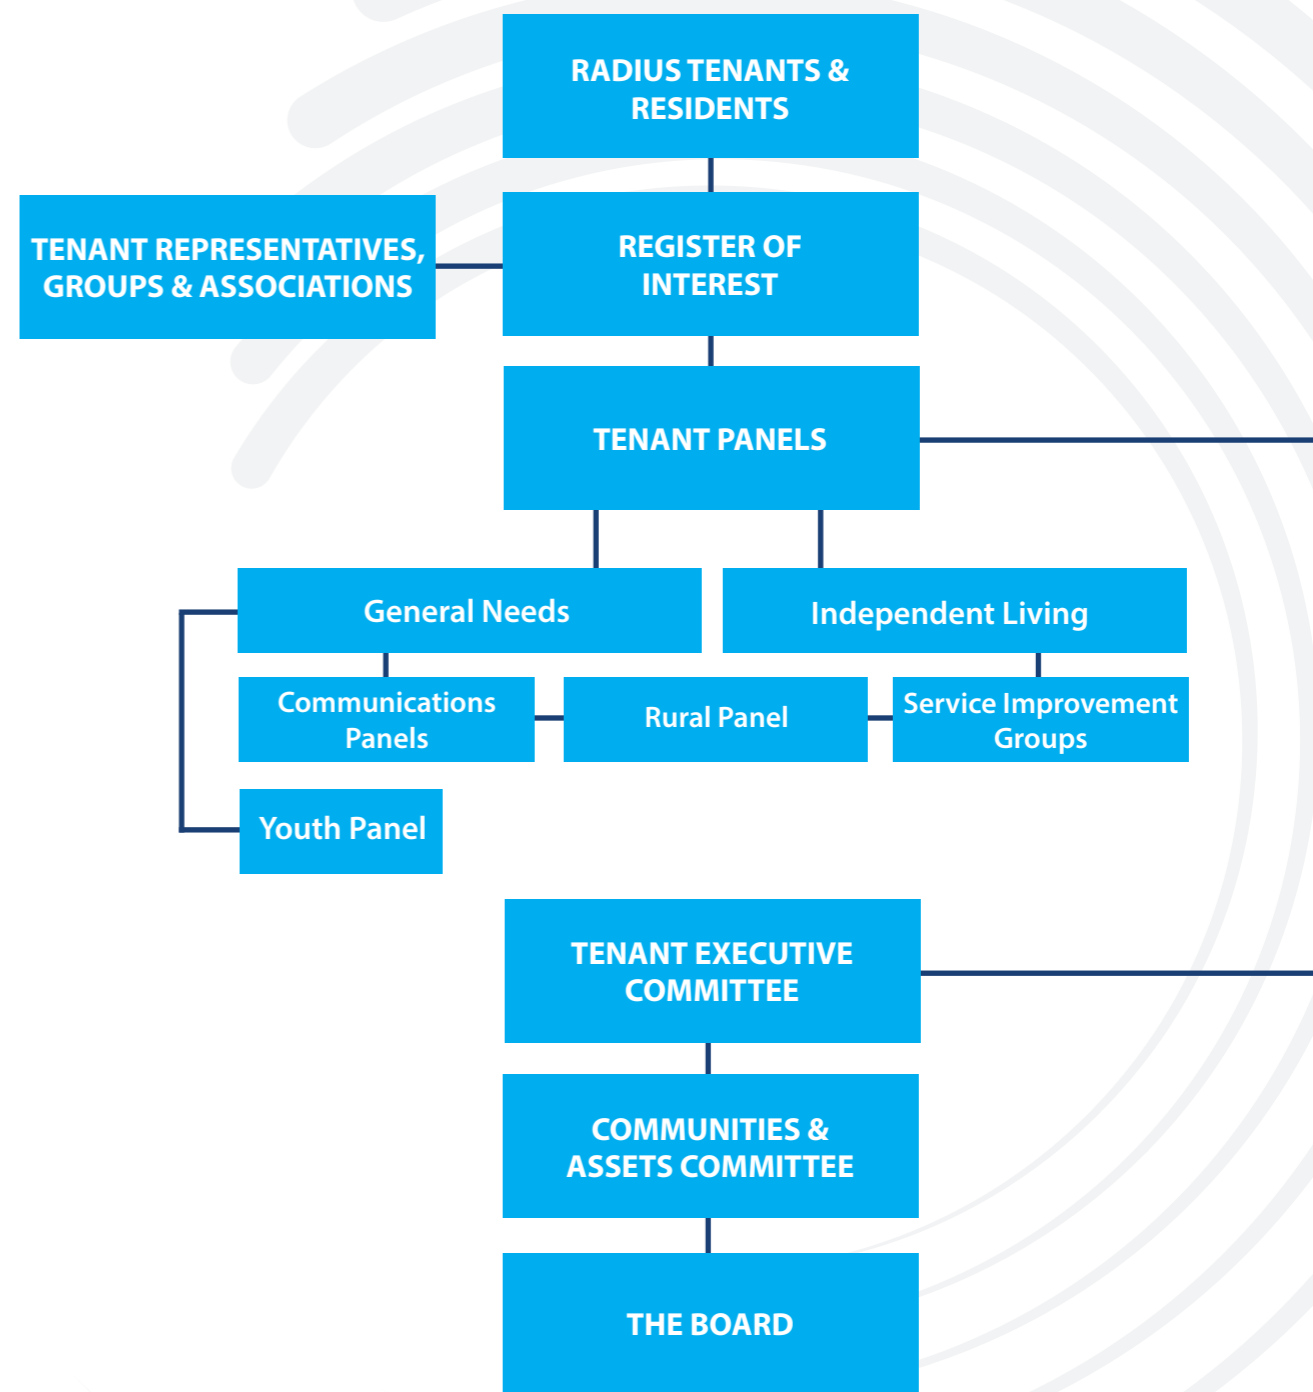 RADIUS TENANTS &
RESIDENTS
TENANT REPRESENTATIVES,
GROUPS & ASSOCIATIONS
REGISTER OF
INTEREST
TENANT PANELS
General Needs
Independent Living
Communications
Panels
Rural Panel
Service Improvement
Groups
Youth Panel
TENANT EXECUTIVE
COMMITTEE
COMMUNITIES &
ASSETS COMMITTEE
THE BOARD